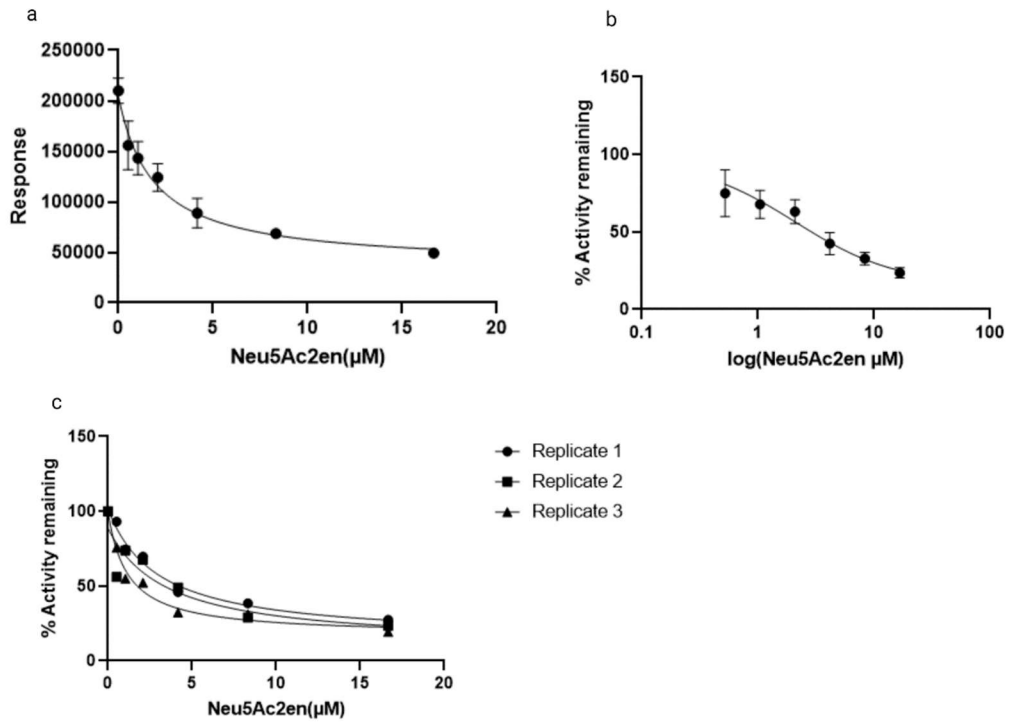 a
250000
200000
150000
100000
50000
0
Response
0 5 10 15 20
Neu5Ac2en(µM)
b
150
100
50
0
% Activity remaining
0.1 1 10 100
log(Neu5Ac2en µM)
c
150
100
50
0
% Activity remaining
0 5 10 15 20
Neu5Ac2en(µM)
Replicate 1
Replicate 2
Replicate 3